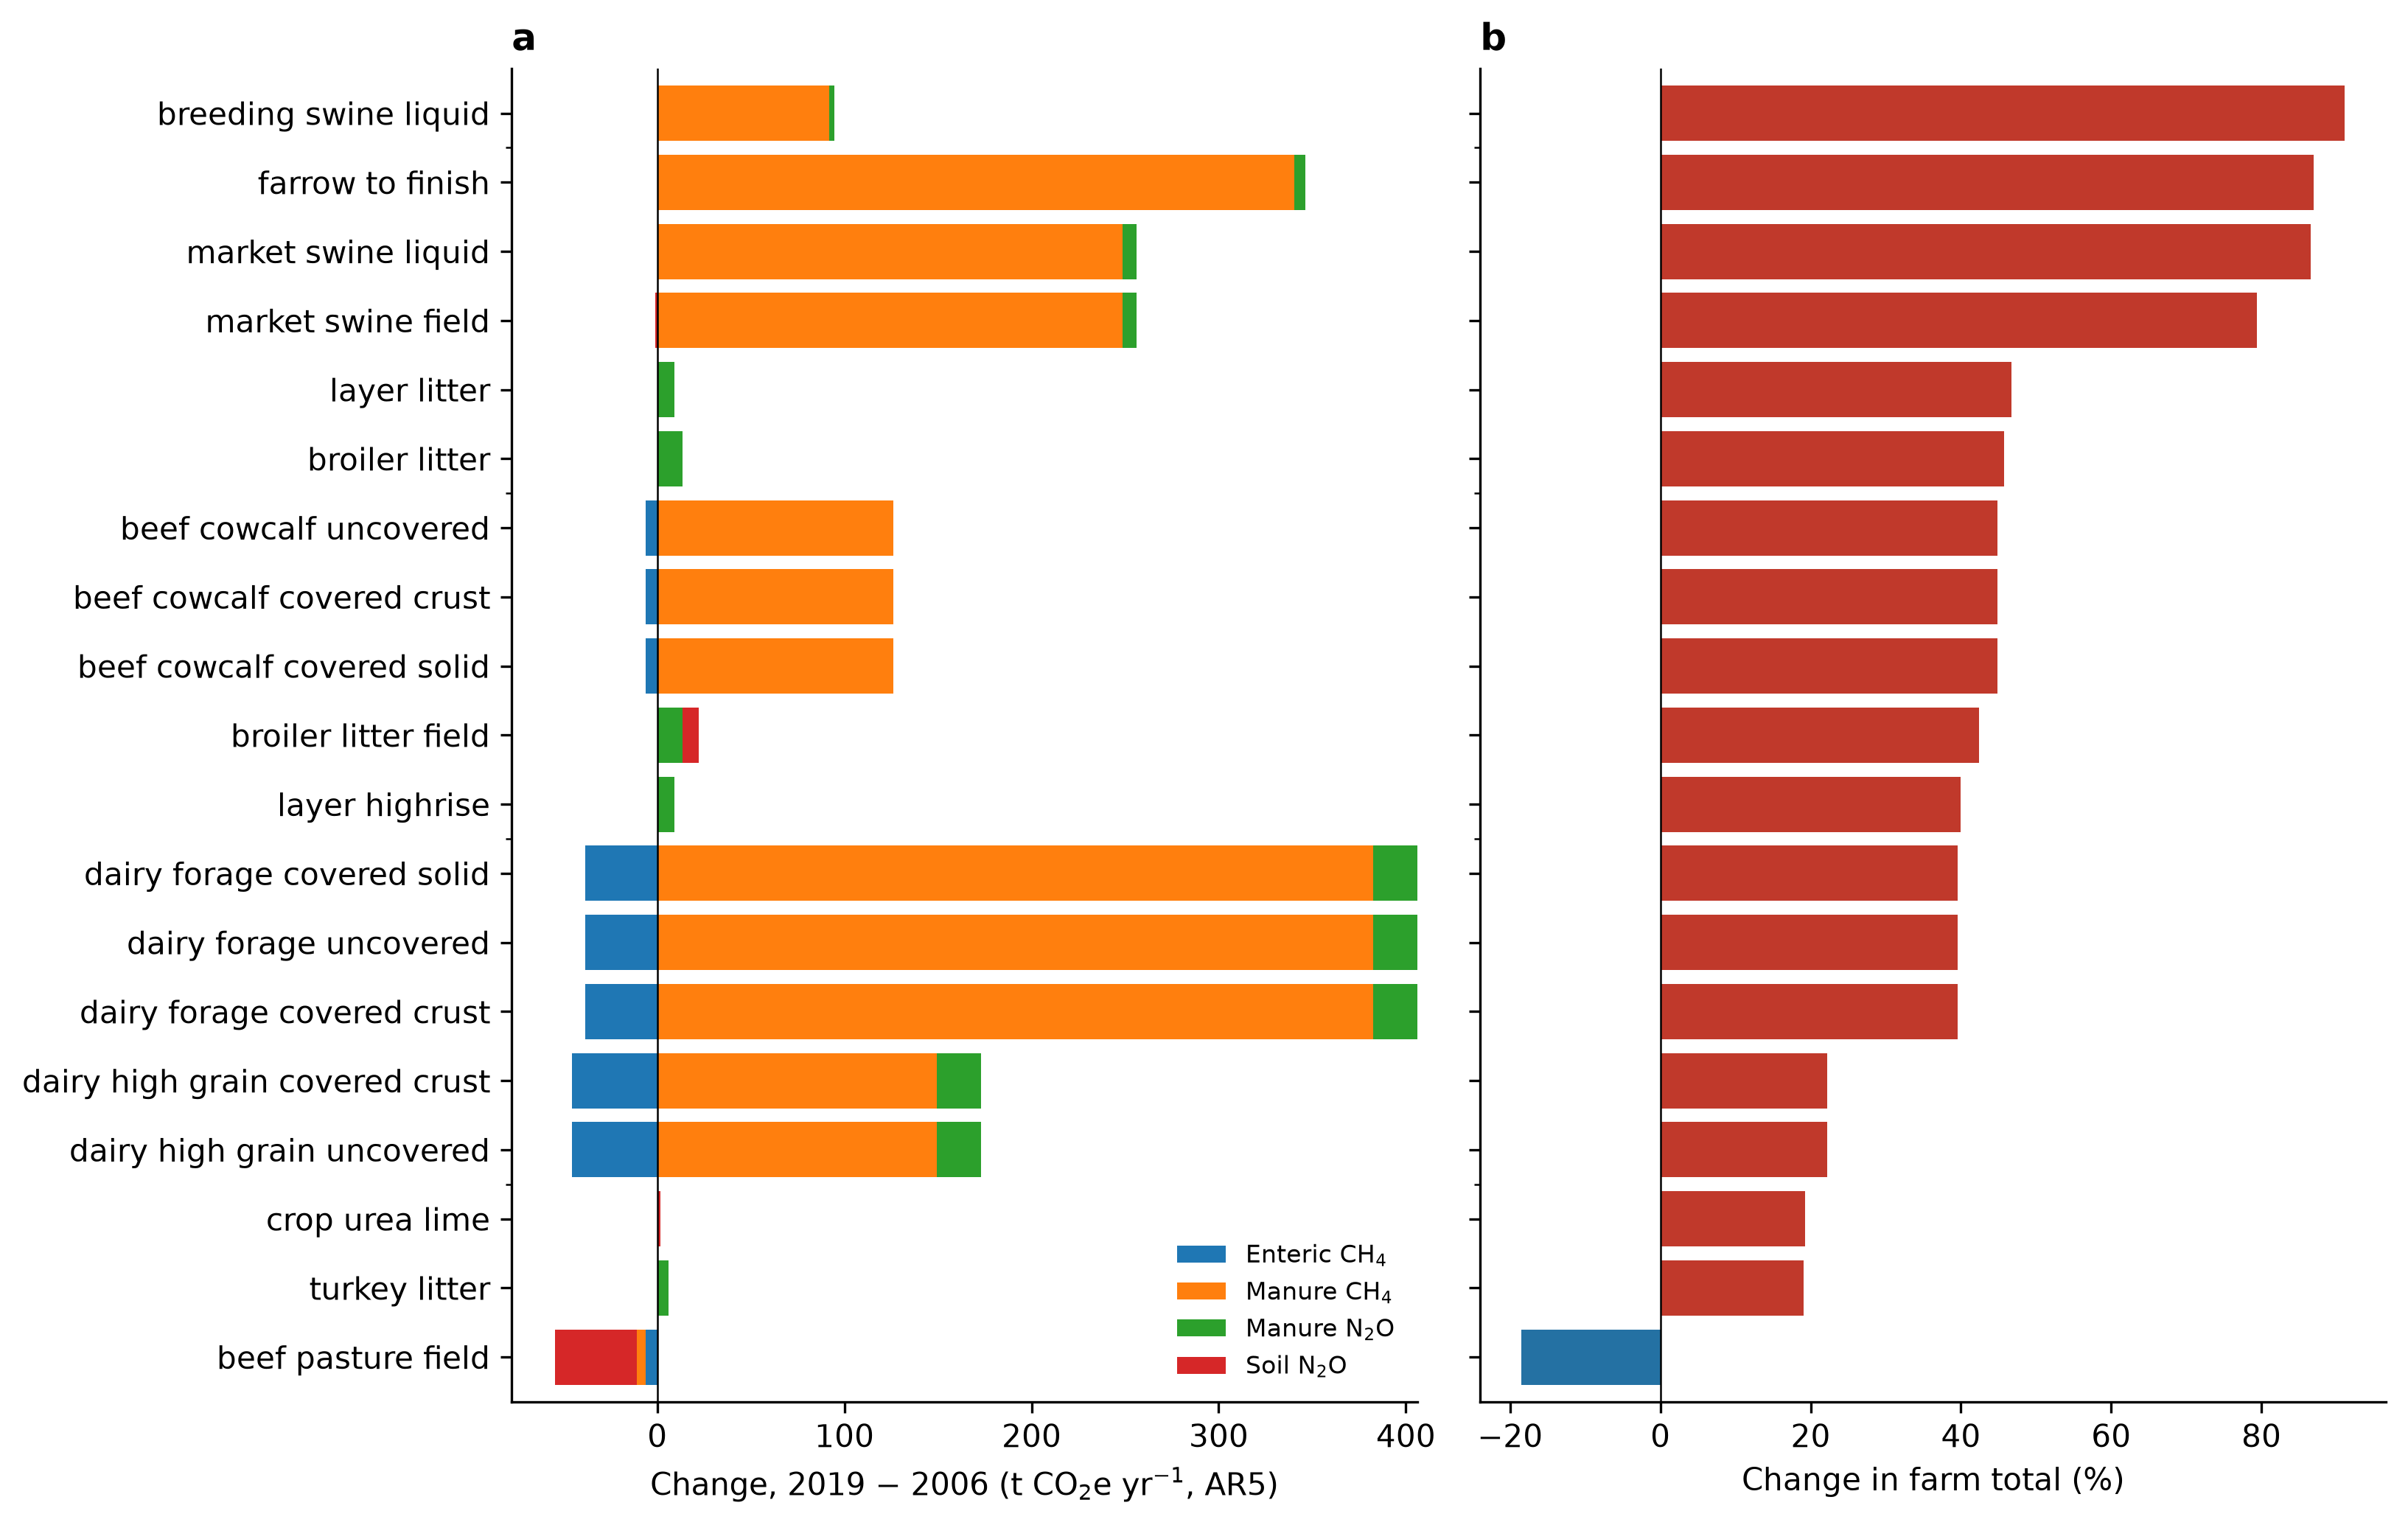 a
breeding swine liquid
farrow to finish
market swine liquid
market swine field
layer litter
broiler litter
beef cowcalf uncovered
beef cowcalf covered crust
beef cowcalf covered solid
broiler litter field
layer highrise
dairy forage covered solid
dairy forage uncovered
dairy forage covered crust
dairy high grain covered crust
dairy high grain uncovered
crop urea lime
turkey litter
beef pasture field
Enteric CH₄
Manure CH₄
Manure N₂O
Soil N₂O
0 100 200 300 400
Change, 2019 − 2006 (t CO₂e yr⁻¹, AR5)
b
−20 0 20 40 60 80
Change in farm total (%)